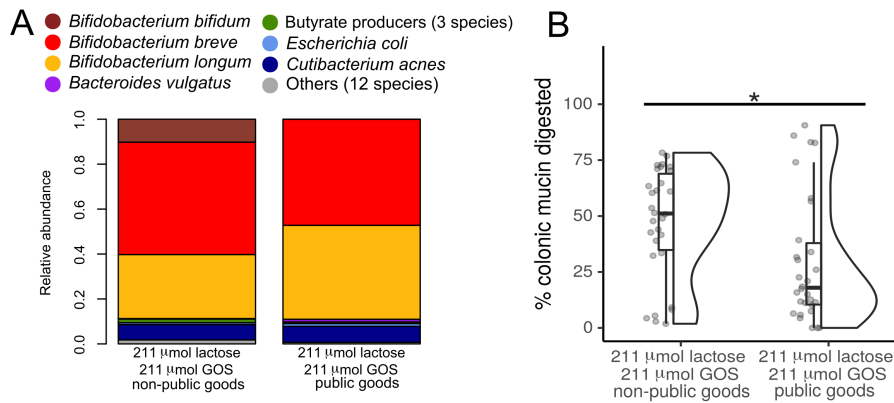 A
Bifidobacterium bifidum
Bifidobacterium breve
Bifidobacterium longum
Bacteroides vulgatus
Butyrate producers (3 species)
Escherichia coli
Cutibacterium acnes
Others (12 species)
Relative abundance
1.0
0.8
0.6
0.4
0.2
0.0
211 μmol lactose
211 μmol GOS
non-public goods
211 μmol lactose
211 μmol GOS
public goods
B
% colonic mucin digested
100
75
50
25
0
*
211 μmol lactose
211 μmol GOS
non-public goods
211 μmol lactose
211 μmol GOS
public goods